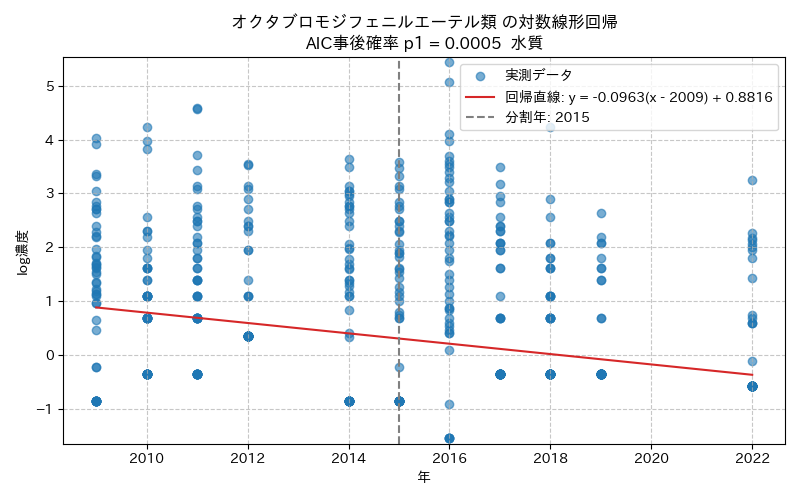 オクタブロモジフェニルエーテル類 の対数線形回帰
AIC事後確率 p1 = 0.0005 水質
実測データ
回帰直線: y = -0.0963(x - 2009) + 0.8816
分割年: 2015
log濃度
5
4
3
2
1
0
−1
2010
2012
2014
2016
2018
2020
2022
年